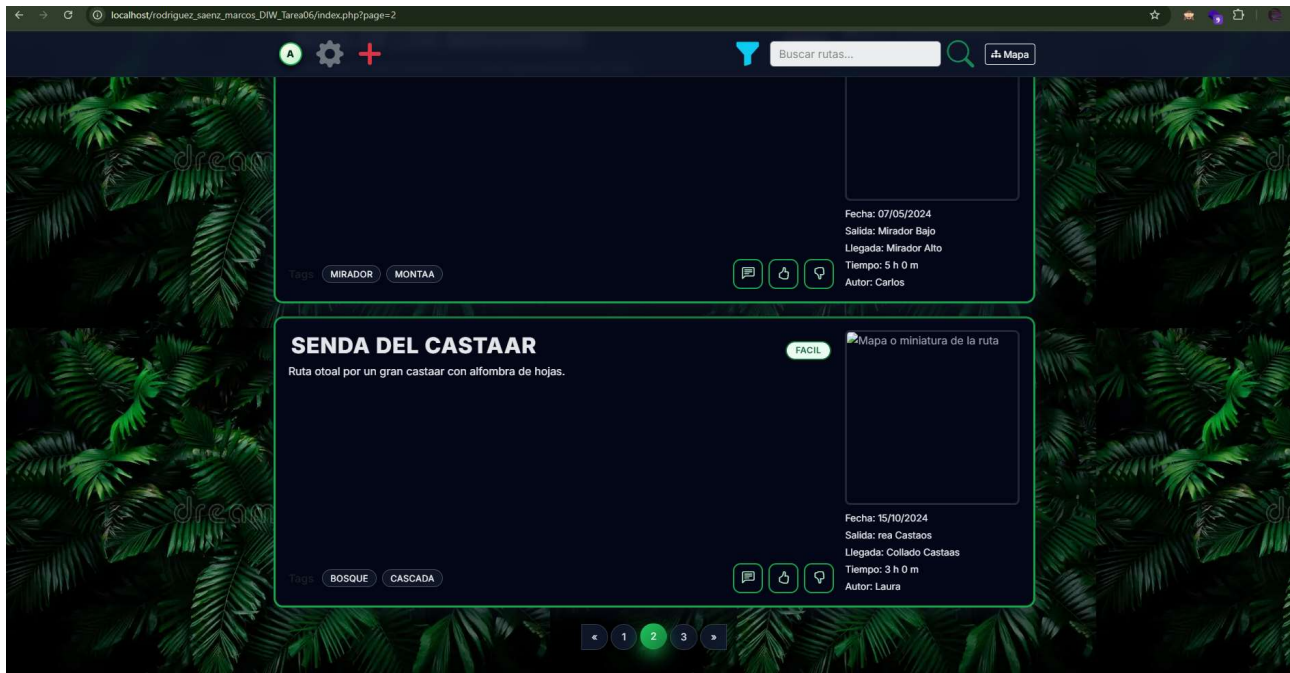 localhost/rodriguez_saenz_marcos_DIW_Tarea06/index.php?page=2
A
Buscar rutas...
Mapa
dream
d
Fecha: 07/05/2024
Salida: Mirador Bajo
Llegada: Mirador Alto
Tiempo: 5 h 0 m
Autor: Carlos
Tags
MIRADOR
MONTAA
SENDA DEL CASTAAR
FACIL
Mapa o miniatura de la ruta
Ruta otoal por un gran castaar con alfombra de hojas.
dream
d
Fecha: 15/10/2024
Salida: rea Castaos
Llegada: Collado Castaas
Tiempo: 3 h 0 m
Autor: Laura
Tags
BOSQUE
CASCADA
« 1 2 3 »